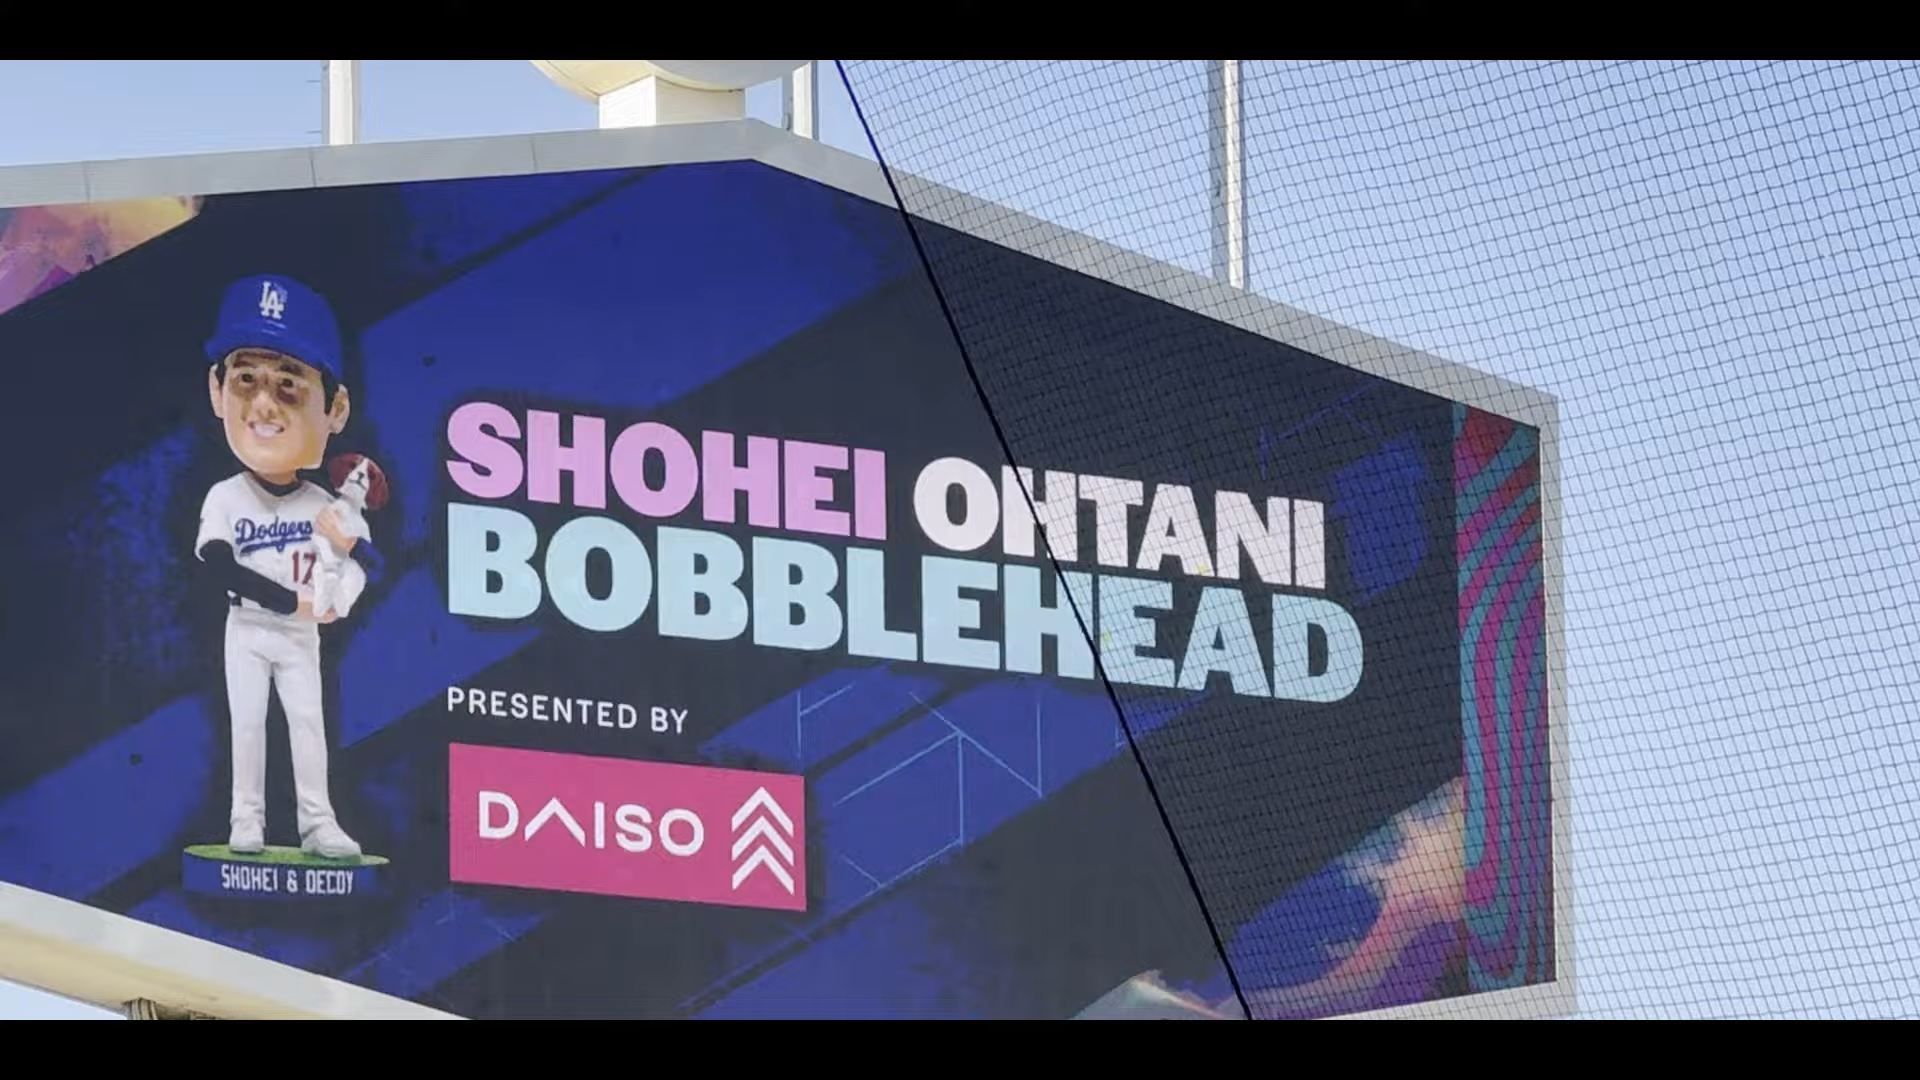 LA
Dodgers
17
SHOHEI & DECOY
SHOHEI OHTANI
BOBBLEHEAD
PRESENTED BY
DAISO